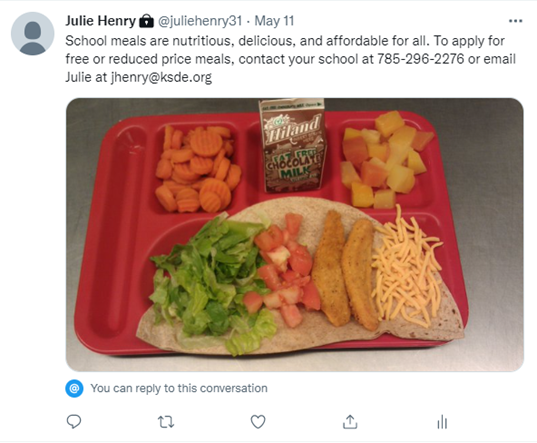 Julie Henry @juliehenry31 · May 11
School meals are nutritious, delicious, and affordable for all. To apply for
free or reduced price meals, contact your school at 785-296-2276 or email
Julie at jhenry@ksde.org
Hiland
FAT FREE
CHOCOLATE
MILK
You can reply to this conversation